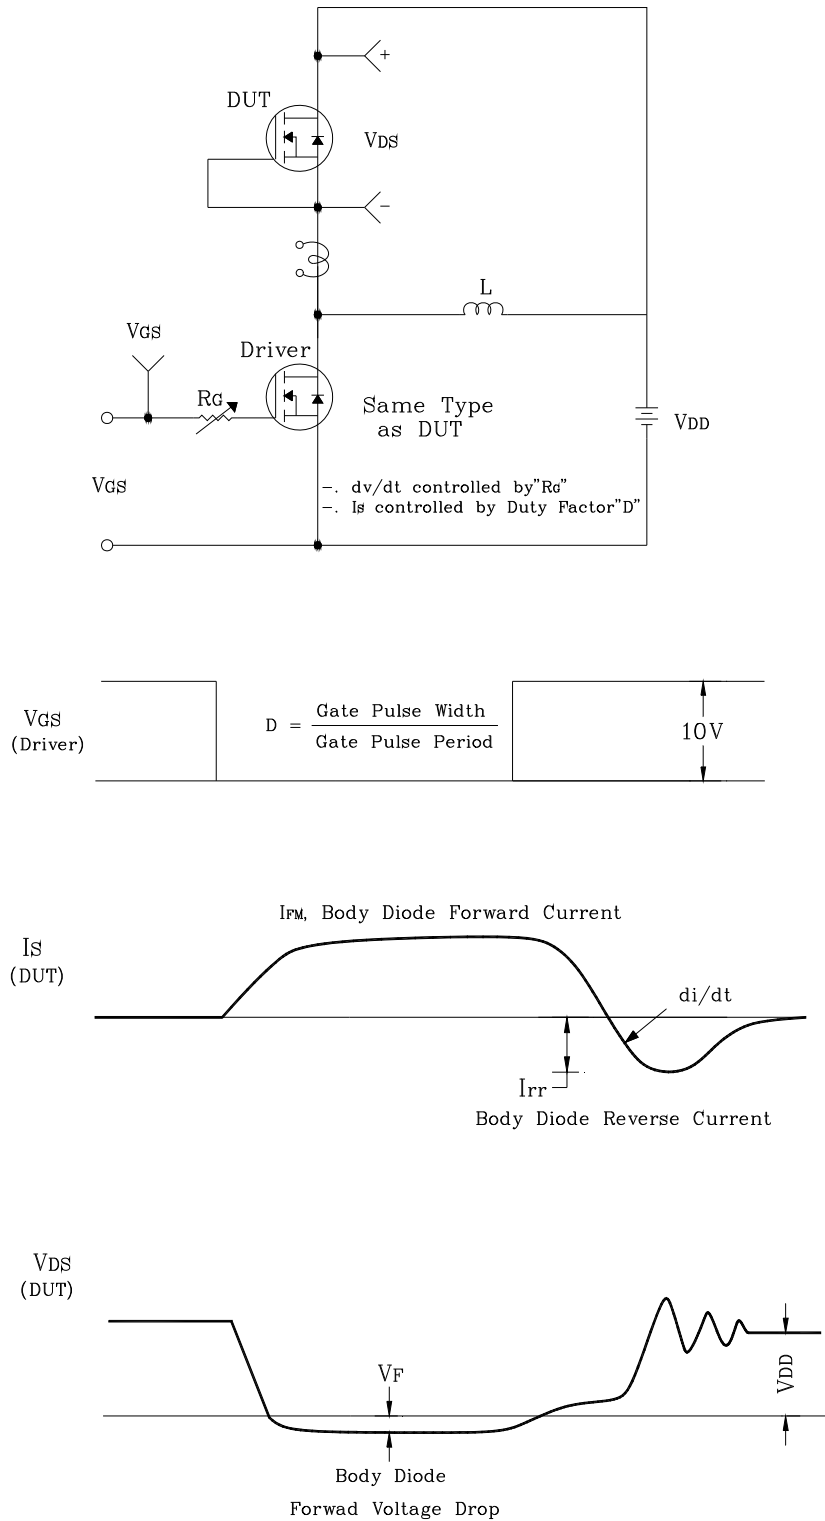 +
DUT
VDS
−
L
VGS
Driver
RG
Same Type
as DUT
VDD
VGS
−. dv/dt controlled by"RG"
−. Is controlled by Duty Factor"D"
VGS
(Driver)
D = Gate Pulse Width
Gate Pulse Period
10V
IFM, Body Diode Forward Current
IS
(DUT)
di/dt
Irr
Body Diode Reverse Current
VDS
(DUT)
VF
VDD
Body Diode
Forwad Voltage Drop